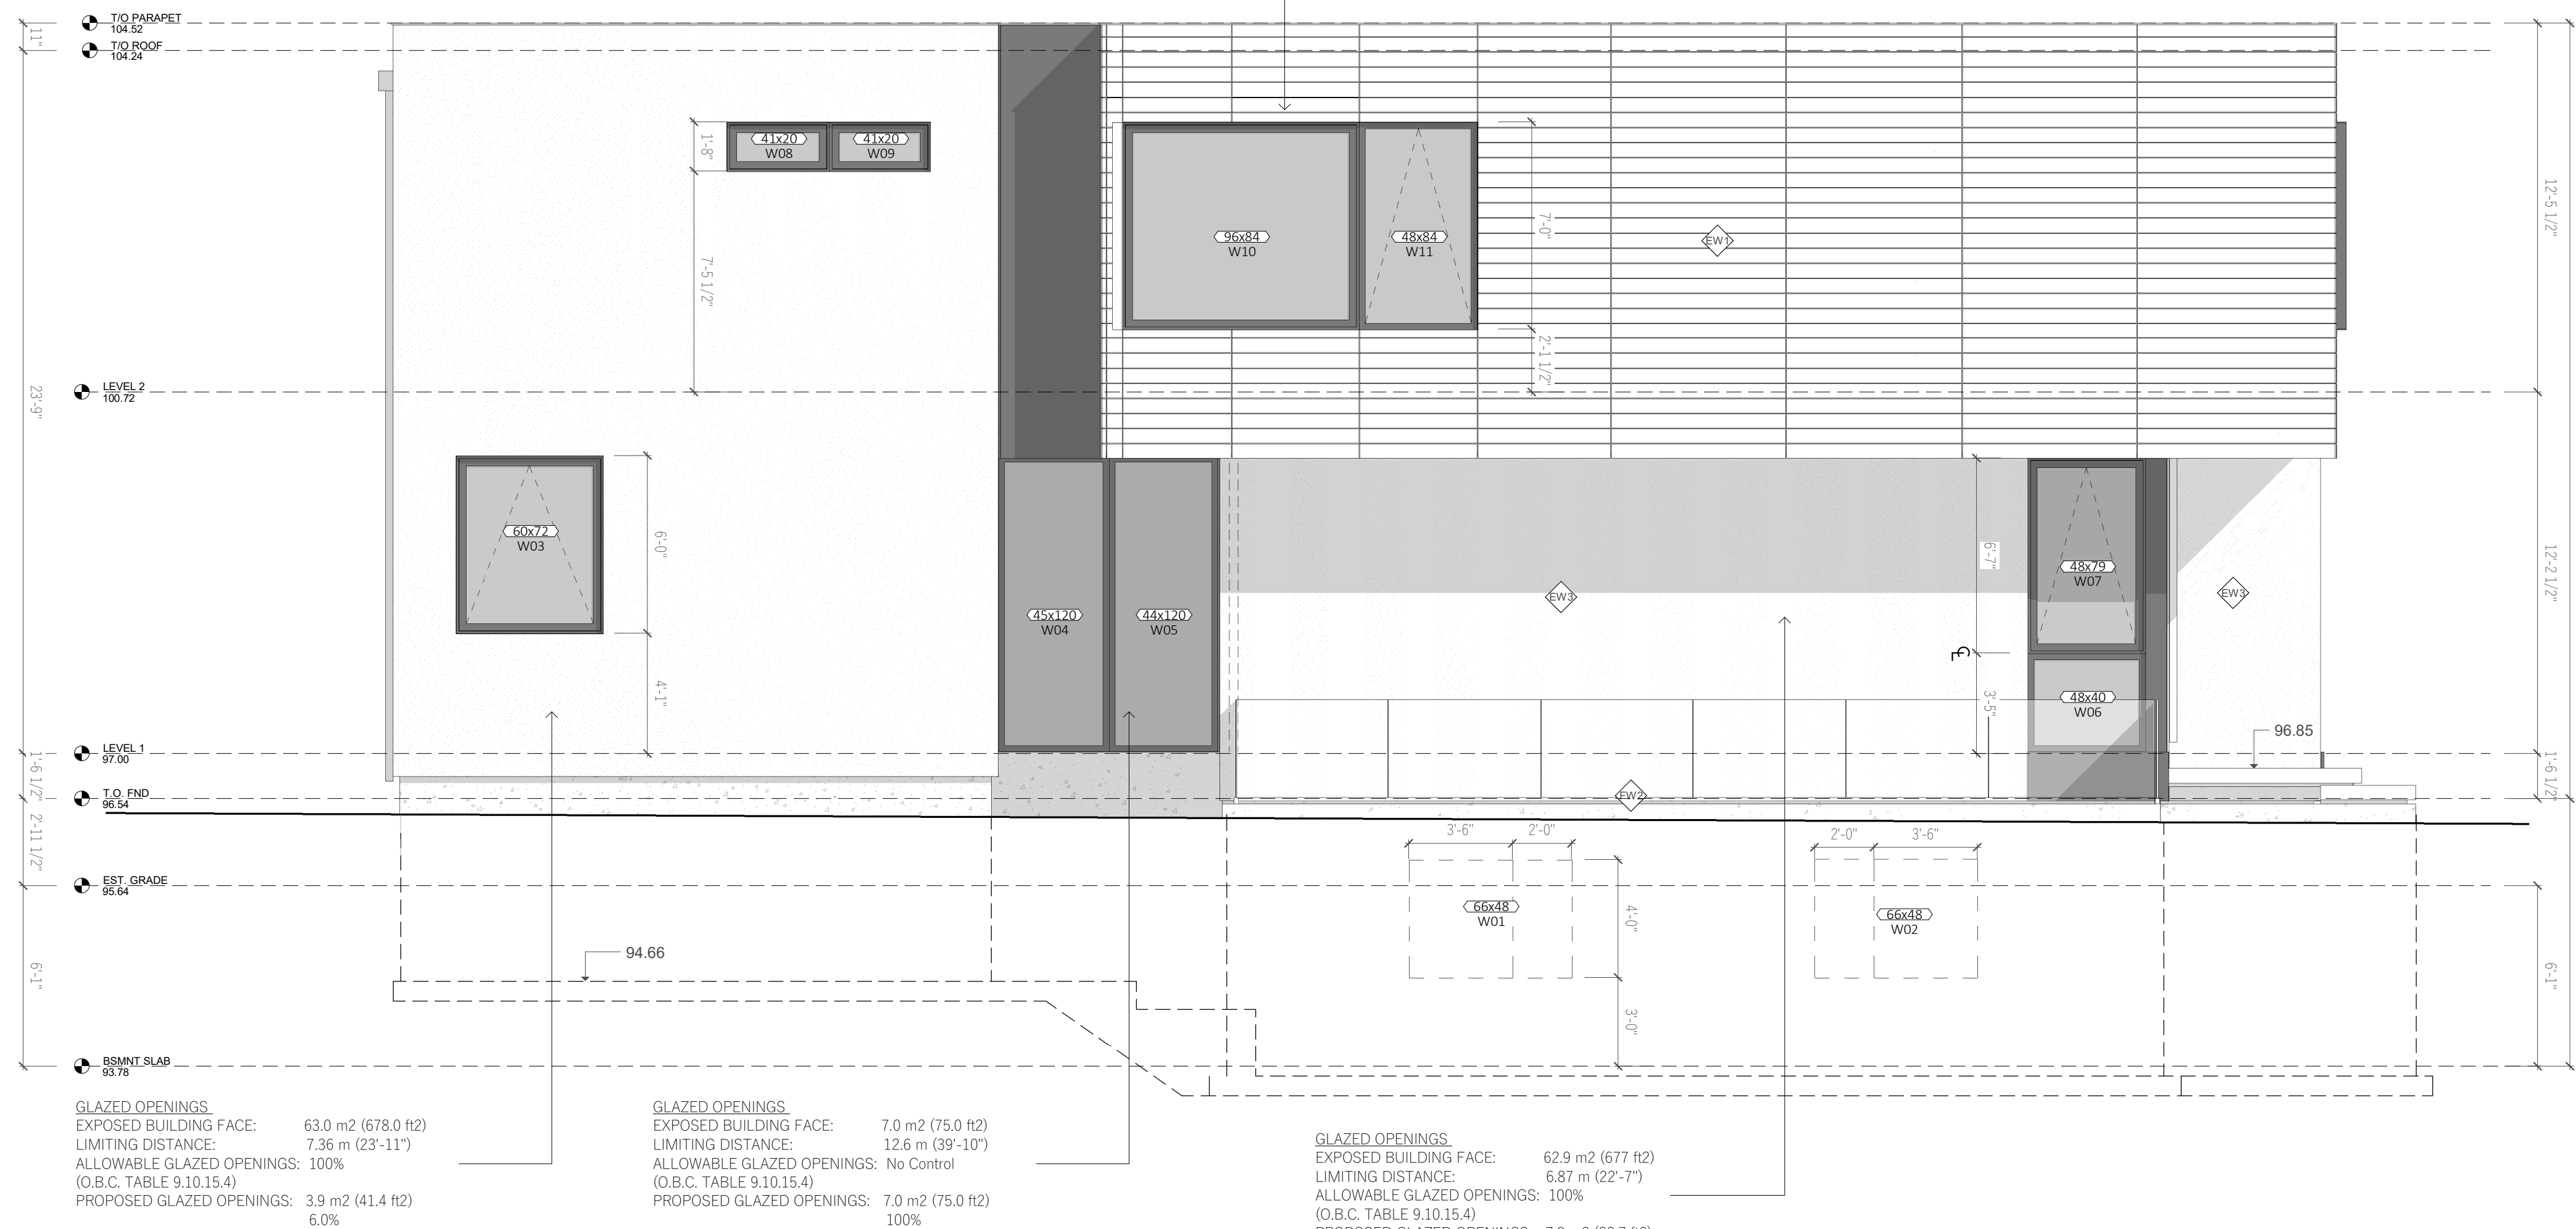 T/O PARAPET
104.52
T/O ROOF
104.24
11"
41x20
W08
41x20
W09
1'-8"
7'-5 1/2"
96x84
W10
48x84
W11
7'-0"
2'-1 1/2"
EW1
12'-5 1/2"
LEVEL 2
100.72
23'-9"
60x72
W03
6'-0"
4'-1"
45x120
W04
44x120
W05
EW3
6'-7"
3'-5"
48x79
W07
48x40
W06
EW3
12'-2 1/2"
96.85
LEVEL 1
97.00
1'-6 1/2"
1'-6 1/2"
T.O. FND
96.54
EW2
2'-11 1/2"
3'-6"
2'-0"
2'-0"
3'-6"
EST. GRADE
95.64
66x48
W01
4'-0"
66x48
W02
94.66
6'-1"
3'-0"
6'-1"
BSMNT SLAB
93.78
GLAZED OPENINGS
EXPOSED BUILDING FACE: 63.0 m2 (678.0 ft2)
LIMITING DISTANCE: 7.36 m (23'-11")
ALLOWABLE GLAZED OPENINGS: 100%
(O.B.C. TABLE 9.10.15.4)
PROPOSED GLAZED OPENINGS: 3.9 m2 (41.4 ft2)
6.0%
GLAZED OPENINGS
EXPOSED BUILDING FACE: 7.0 m2 (75.0 ft2)
LIMITING DISTANCE: 12.6 m (39'-10")
ALLOWABLE GLAZED OPENINGS: No Control
(O.B.C. TABLE 9.10.15.4)
PROPOSED GLAZED OPENINGS: 7.0 m2 (75.0 ft2)
100%
GLAZED OPENINGS
EXPOSED BUILDING FACE: 62.9 m2 (677 ft2)
LIMITING DISTANCE: 6.87 m (22'-7")
ALLOWABLE GLAZED OPENINGS: 100%
(O.B.C. TABLE 9.10.15.4)
PROPOSED GLAZED OPENINGS: